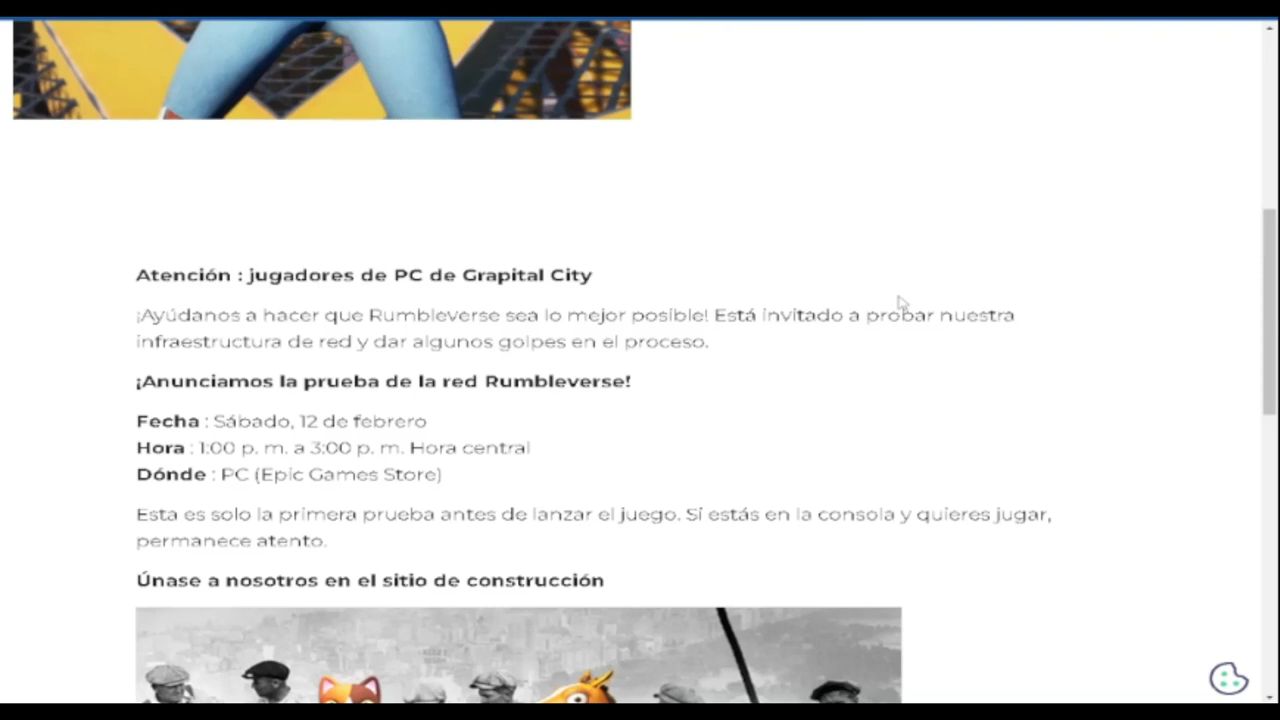 Atención : jugadores de PC de Grapital City
¡Ayúdanos a hacer que Rumbleverse sea lo mejor posible! Está invitado a probar nuestra
infraestructura de red y dar algunos golpes en el proceso.
¡Anunciamos la prueba de la red Rumbleverse!
Fecha : Sábado, 12 de febrero
Hora : 1:00 p. m. a 3:00 p. m. Hora central
Dónde : PC (Epic Games Store)
Esta es solo la primera prueba antes de lanzar el juego. Si estás en la consola y quieres jugar,
permanece atento.
Únase a nosotros en el sitio de construcción